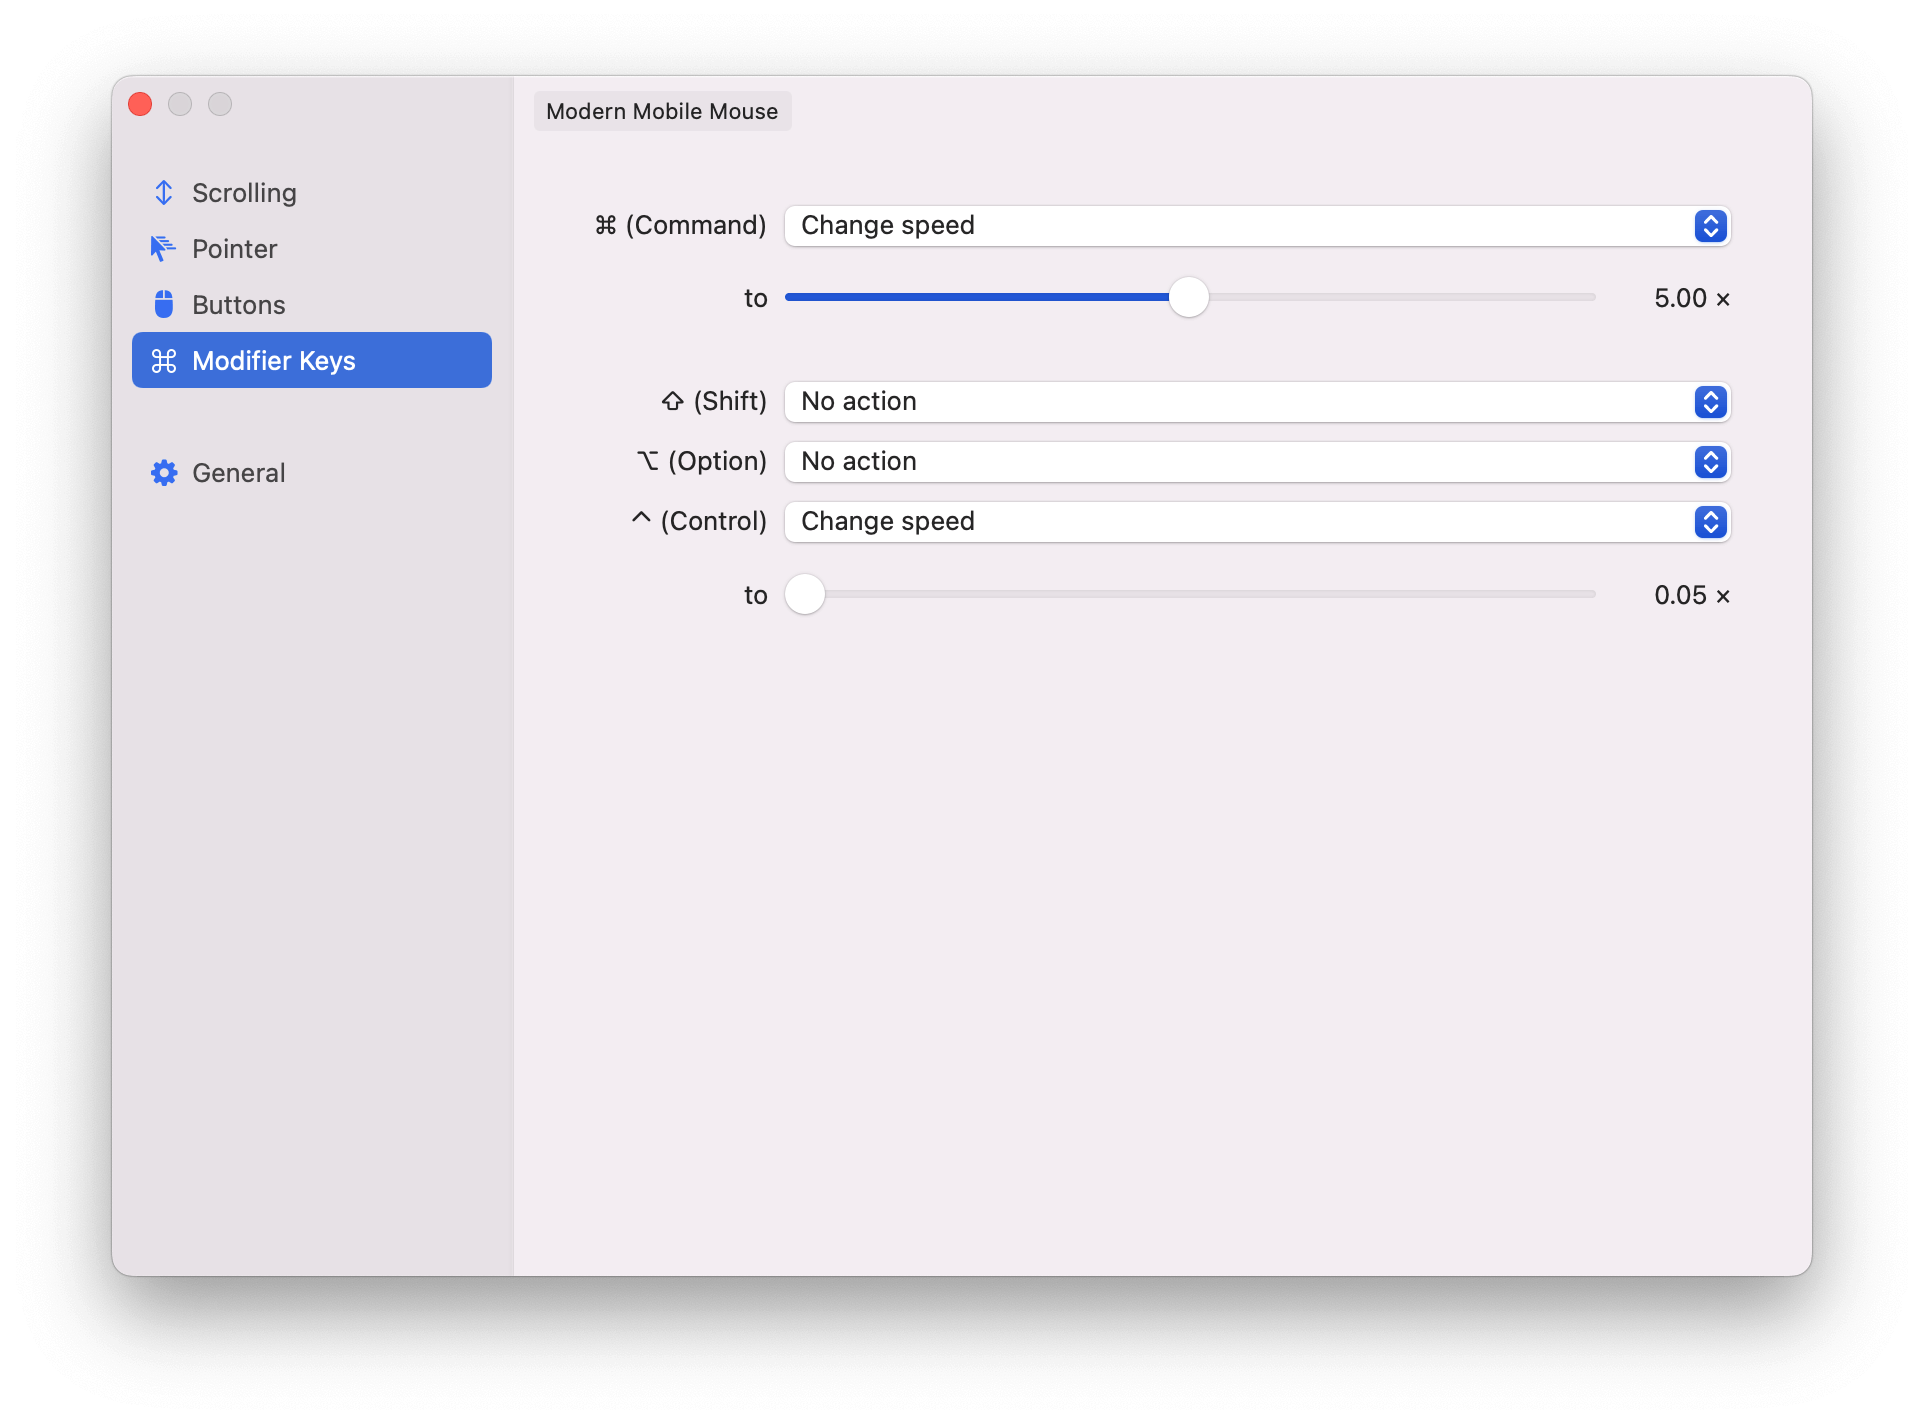 Modern Mobile Mouse
Scrolling
Pointer
Buttons
⌘ Modifier Keys
General
⌘ (Command) Change speed
to 5.00 ×
⇧ (Shift) No action
⌥ (Option) No action
^ (Control) Change speed
to 0.05 ×